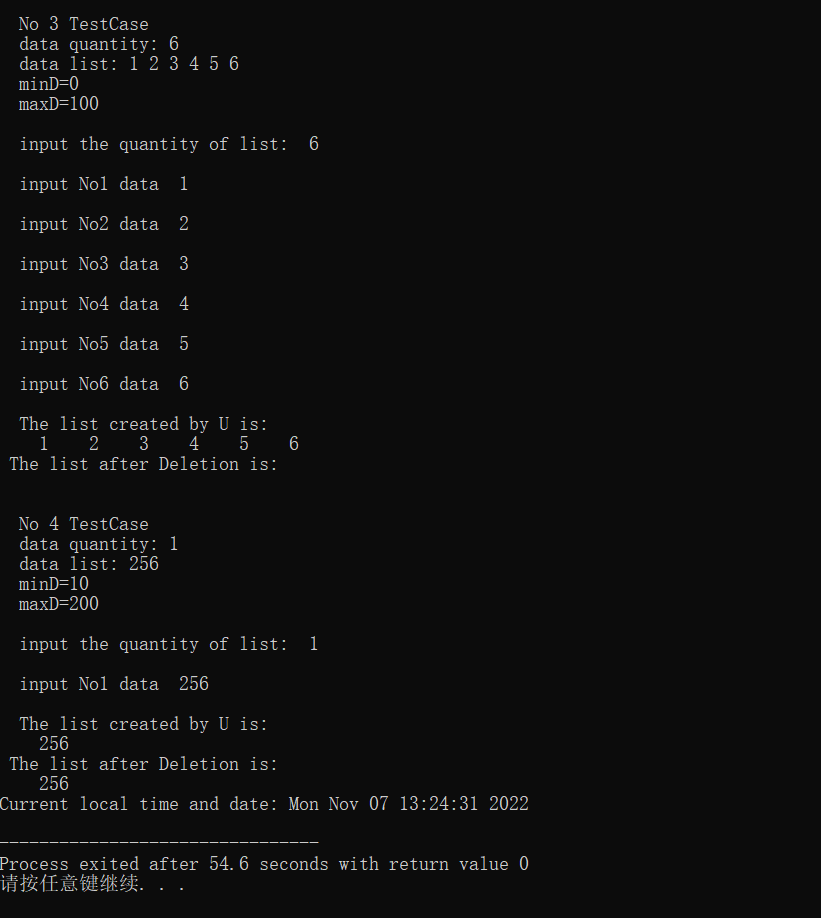 No 3 TestCase
data quantity: 6
data list: 1 2 3 4 5 6
minD=0
maxD=100
input the quantity of list:  6
input No1 data  1
input No2 data  2
input No3 data  3
input No4 data  4
input No5 data  5
input No6 data  6
The list created by U is:
1    2    3    4    5    6
The list after Deletion is:
No 4 TestCase
data quantity: 1
data list: 256
minD=10
maxD=200
input the quantity of list:  1
input No1 data  256
The list created by U is:
256
The list after Deletion is:
256
Current local time and date: Mon Nov 07 13:24:31 2022
--------------------------------
Process exited after 54.6 seconds with return value 0
请按任意键继续. . .